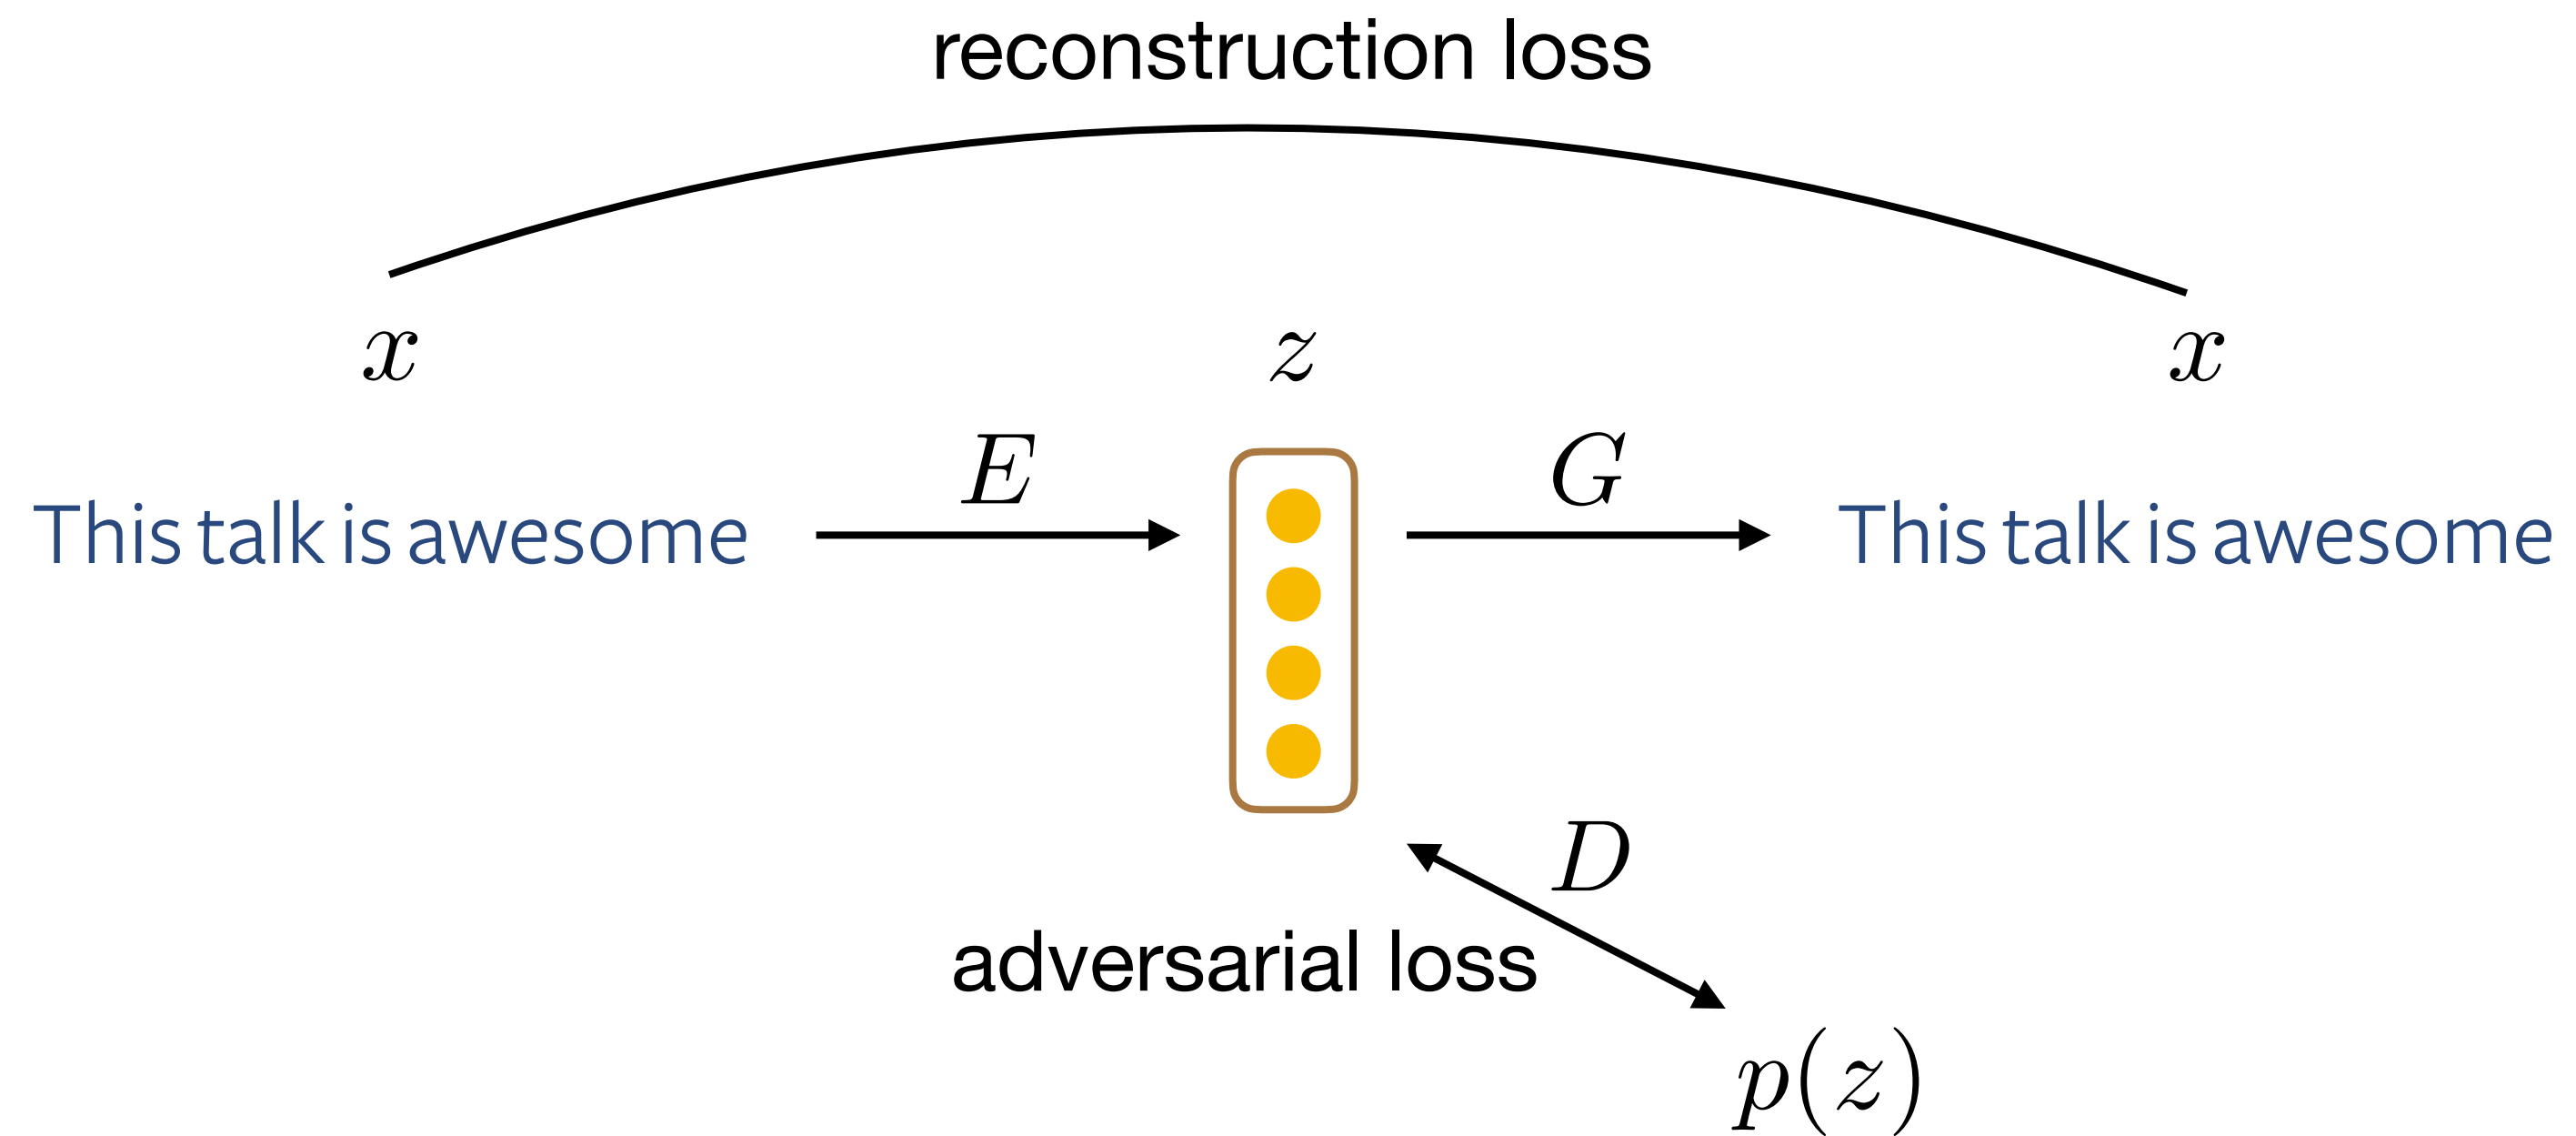 reconstruction loss
x z x
E G
This talk is awesome This talk is awesome
D
adversarial loss
p(z)